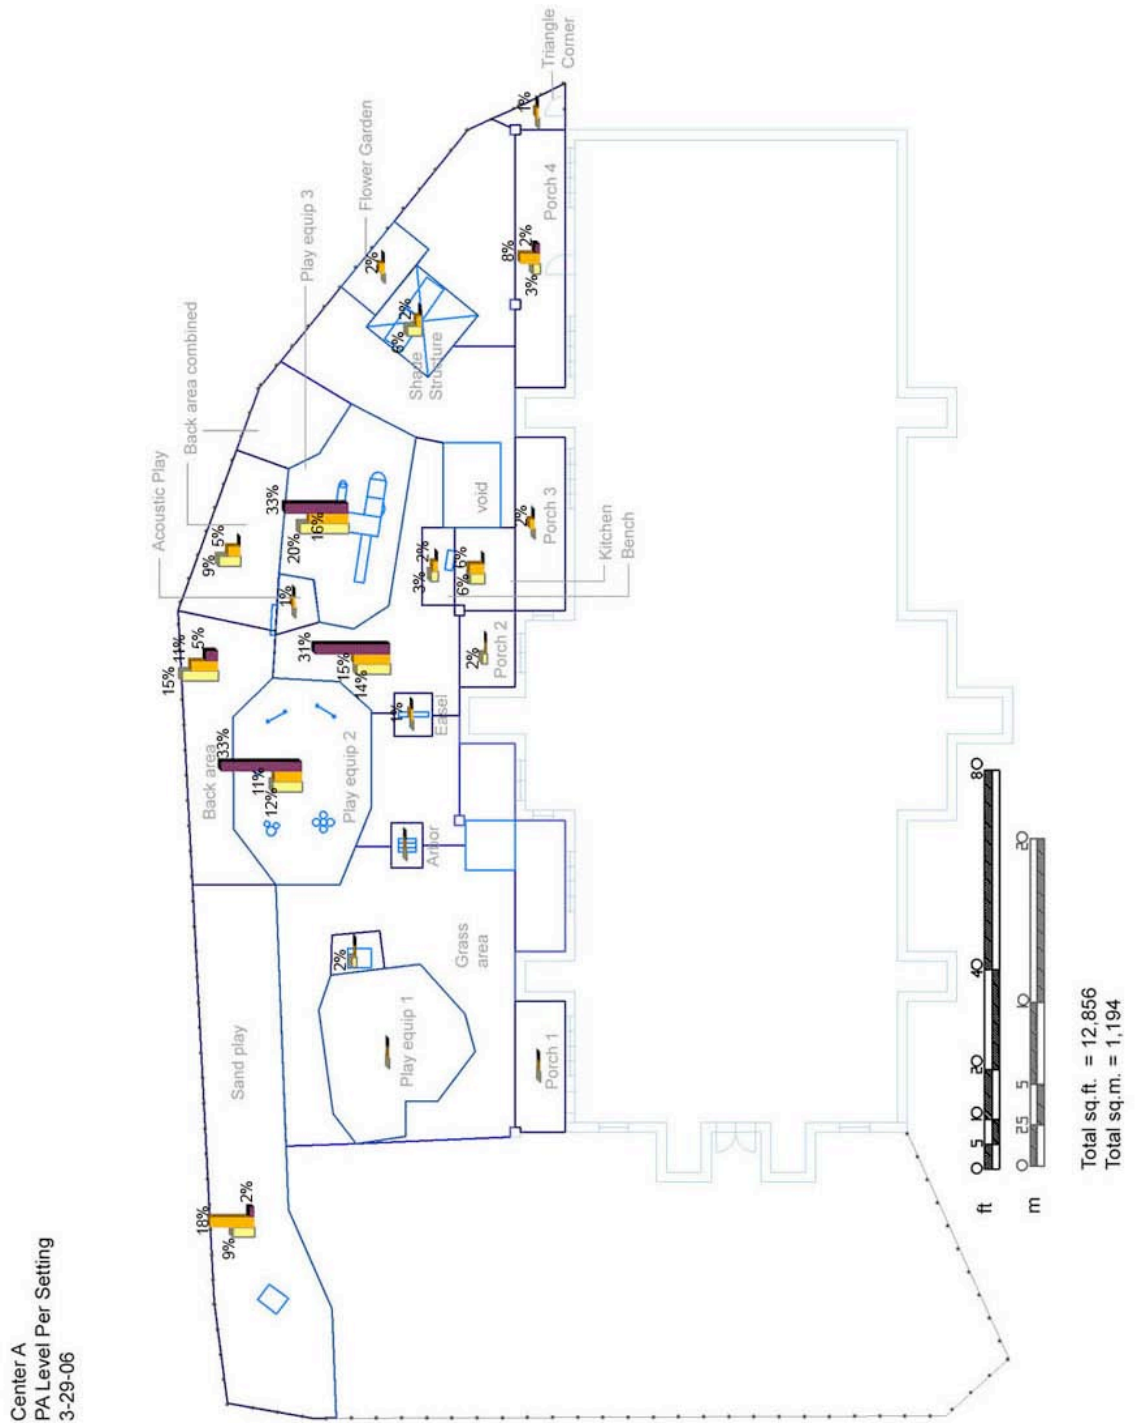 Center A
PA Level Per Setting
3-29-06
Sand play
18%
9%
2%
Back area
15%
11%
5%
Acoustic Play
Back area combined
9%
5%
1%
Play equip 3
33%
20%
16%
Flower Garden
2%
Shade
Structure
6%
2%
Triangle
Corner
1%
Play equip 1
2%
Grass
area
Play equip 2
33%
11%
12%
31%
15%
14%
Arbor
Easel
1%
void
3%
2%
6%
6%
Kitchen
Bench
Porch 1
Porch 2
2%
Porch 3
2%
Porch 4
8%
2%
3%
ft
0 5 10 20 40 80
m
0 2.5 5 10 20
Total sq.ft. = 12,856
Total sq.m. = 1,194